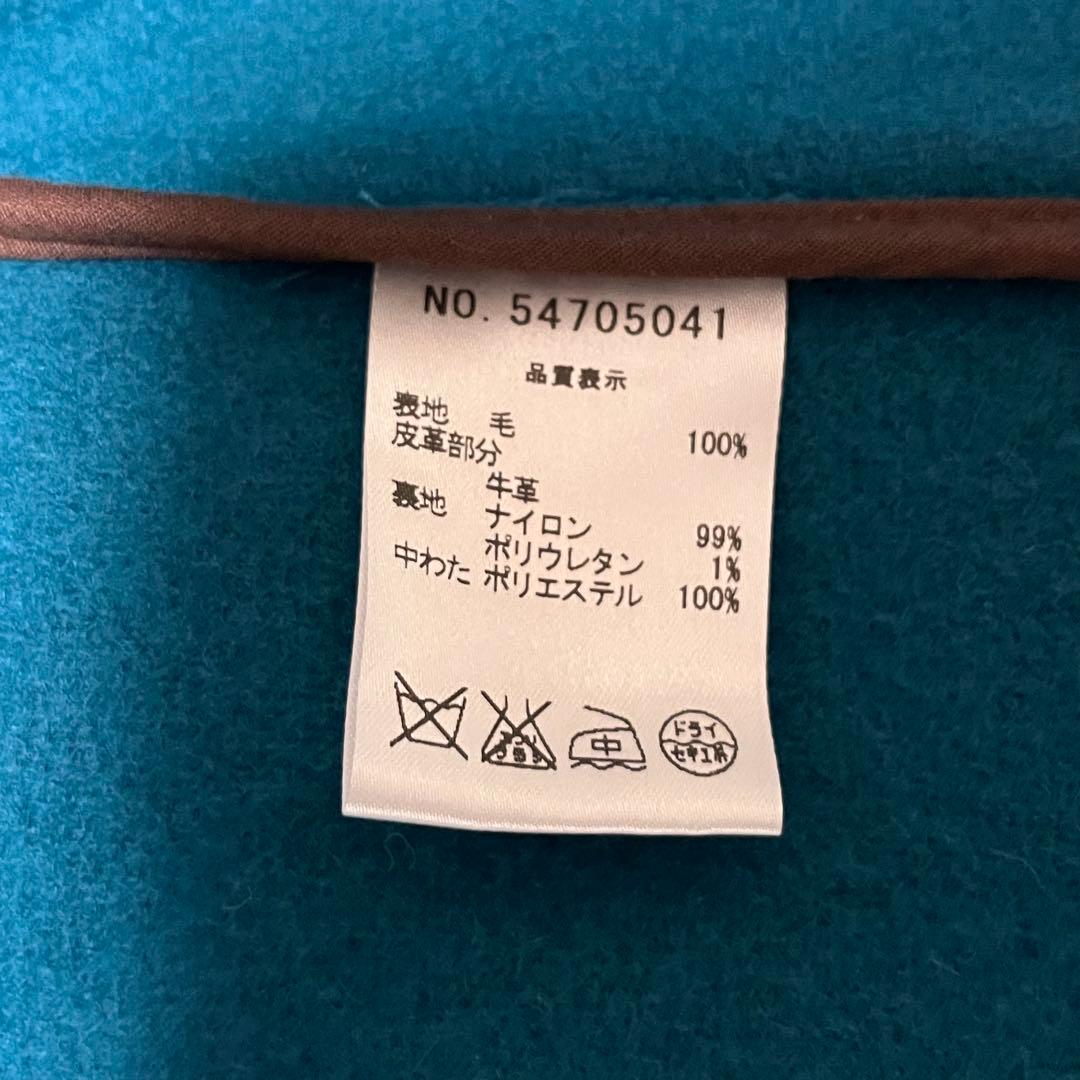 NO. 54705041
品質表示
表地 毛 100%
皮革部分
牛革
裏地 ナイロン 99%
ポリウレタン 1%
中わた ポリエステル 100%
中
ドライ
セキユ系